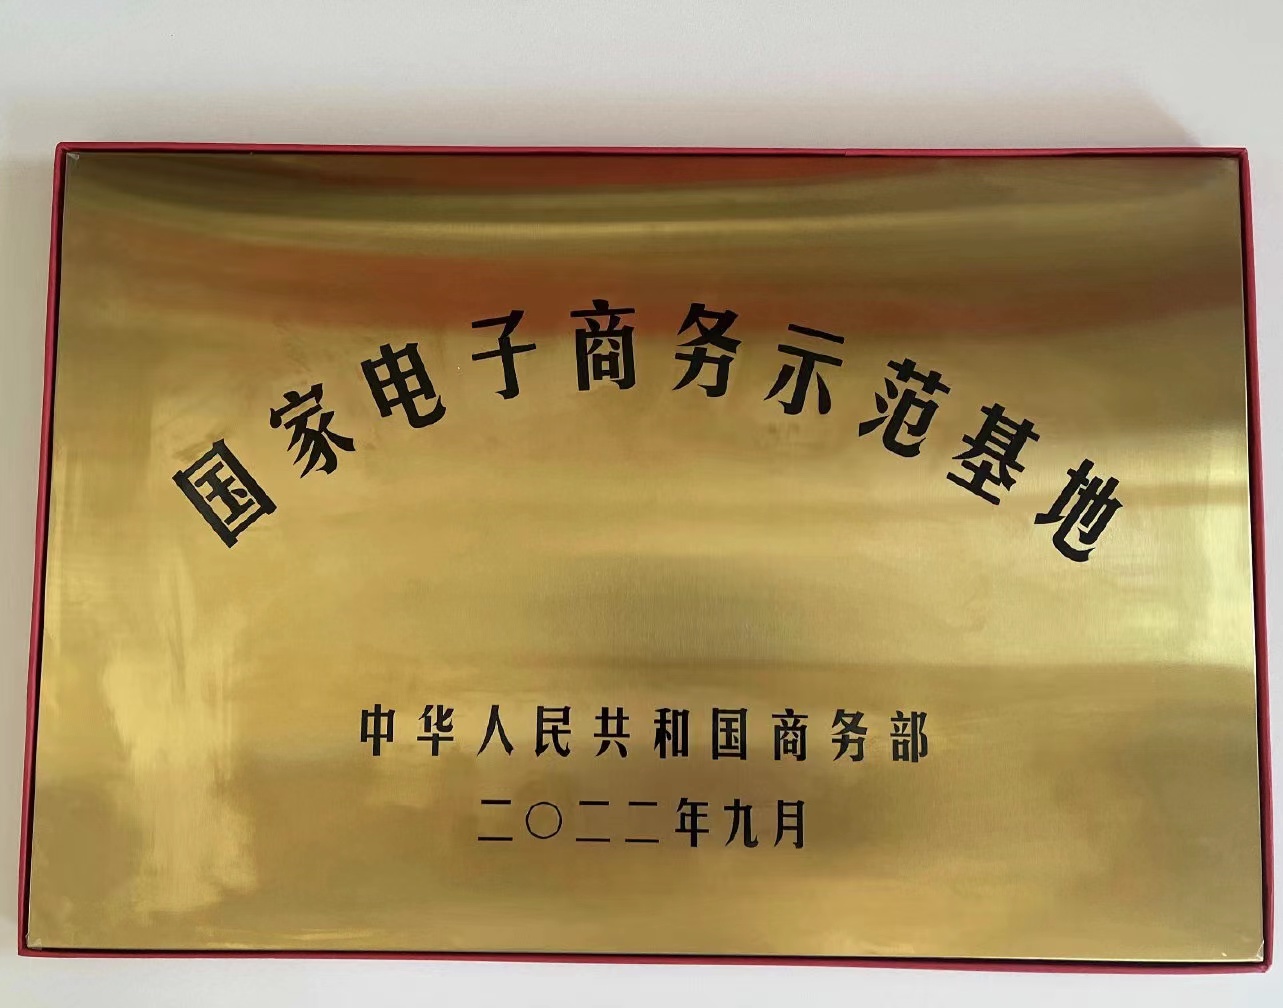 国家电子商务示范基地
中华人民共和国商务部
二〇二二年九月